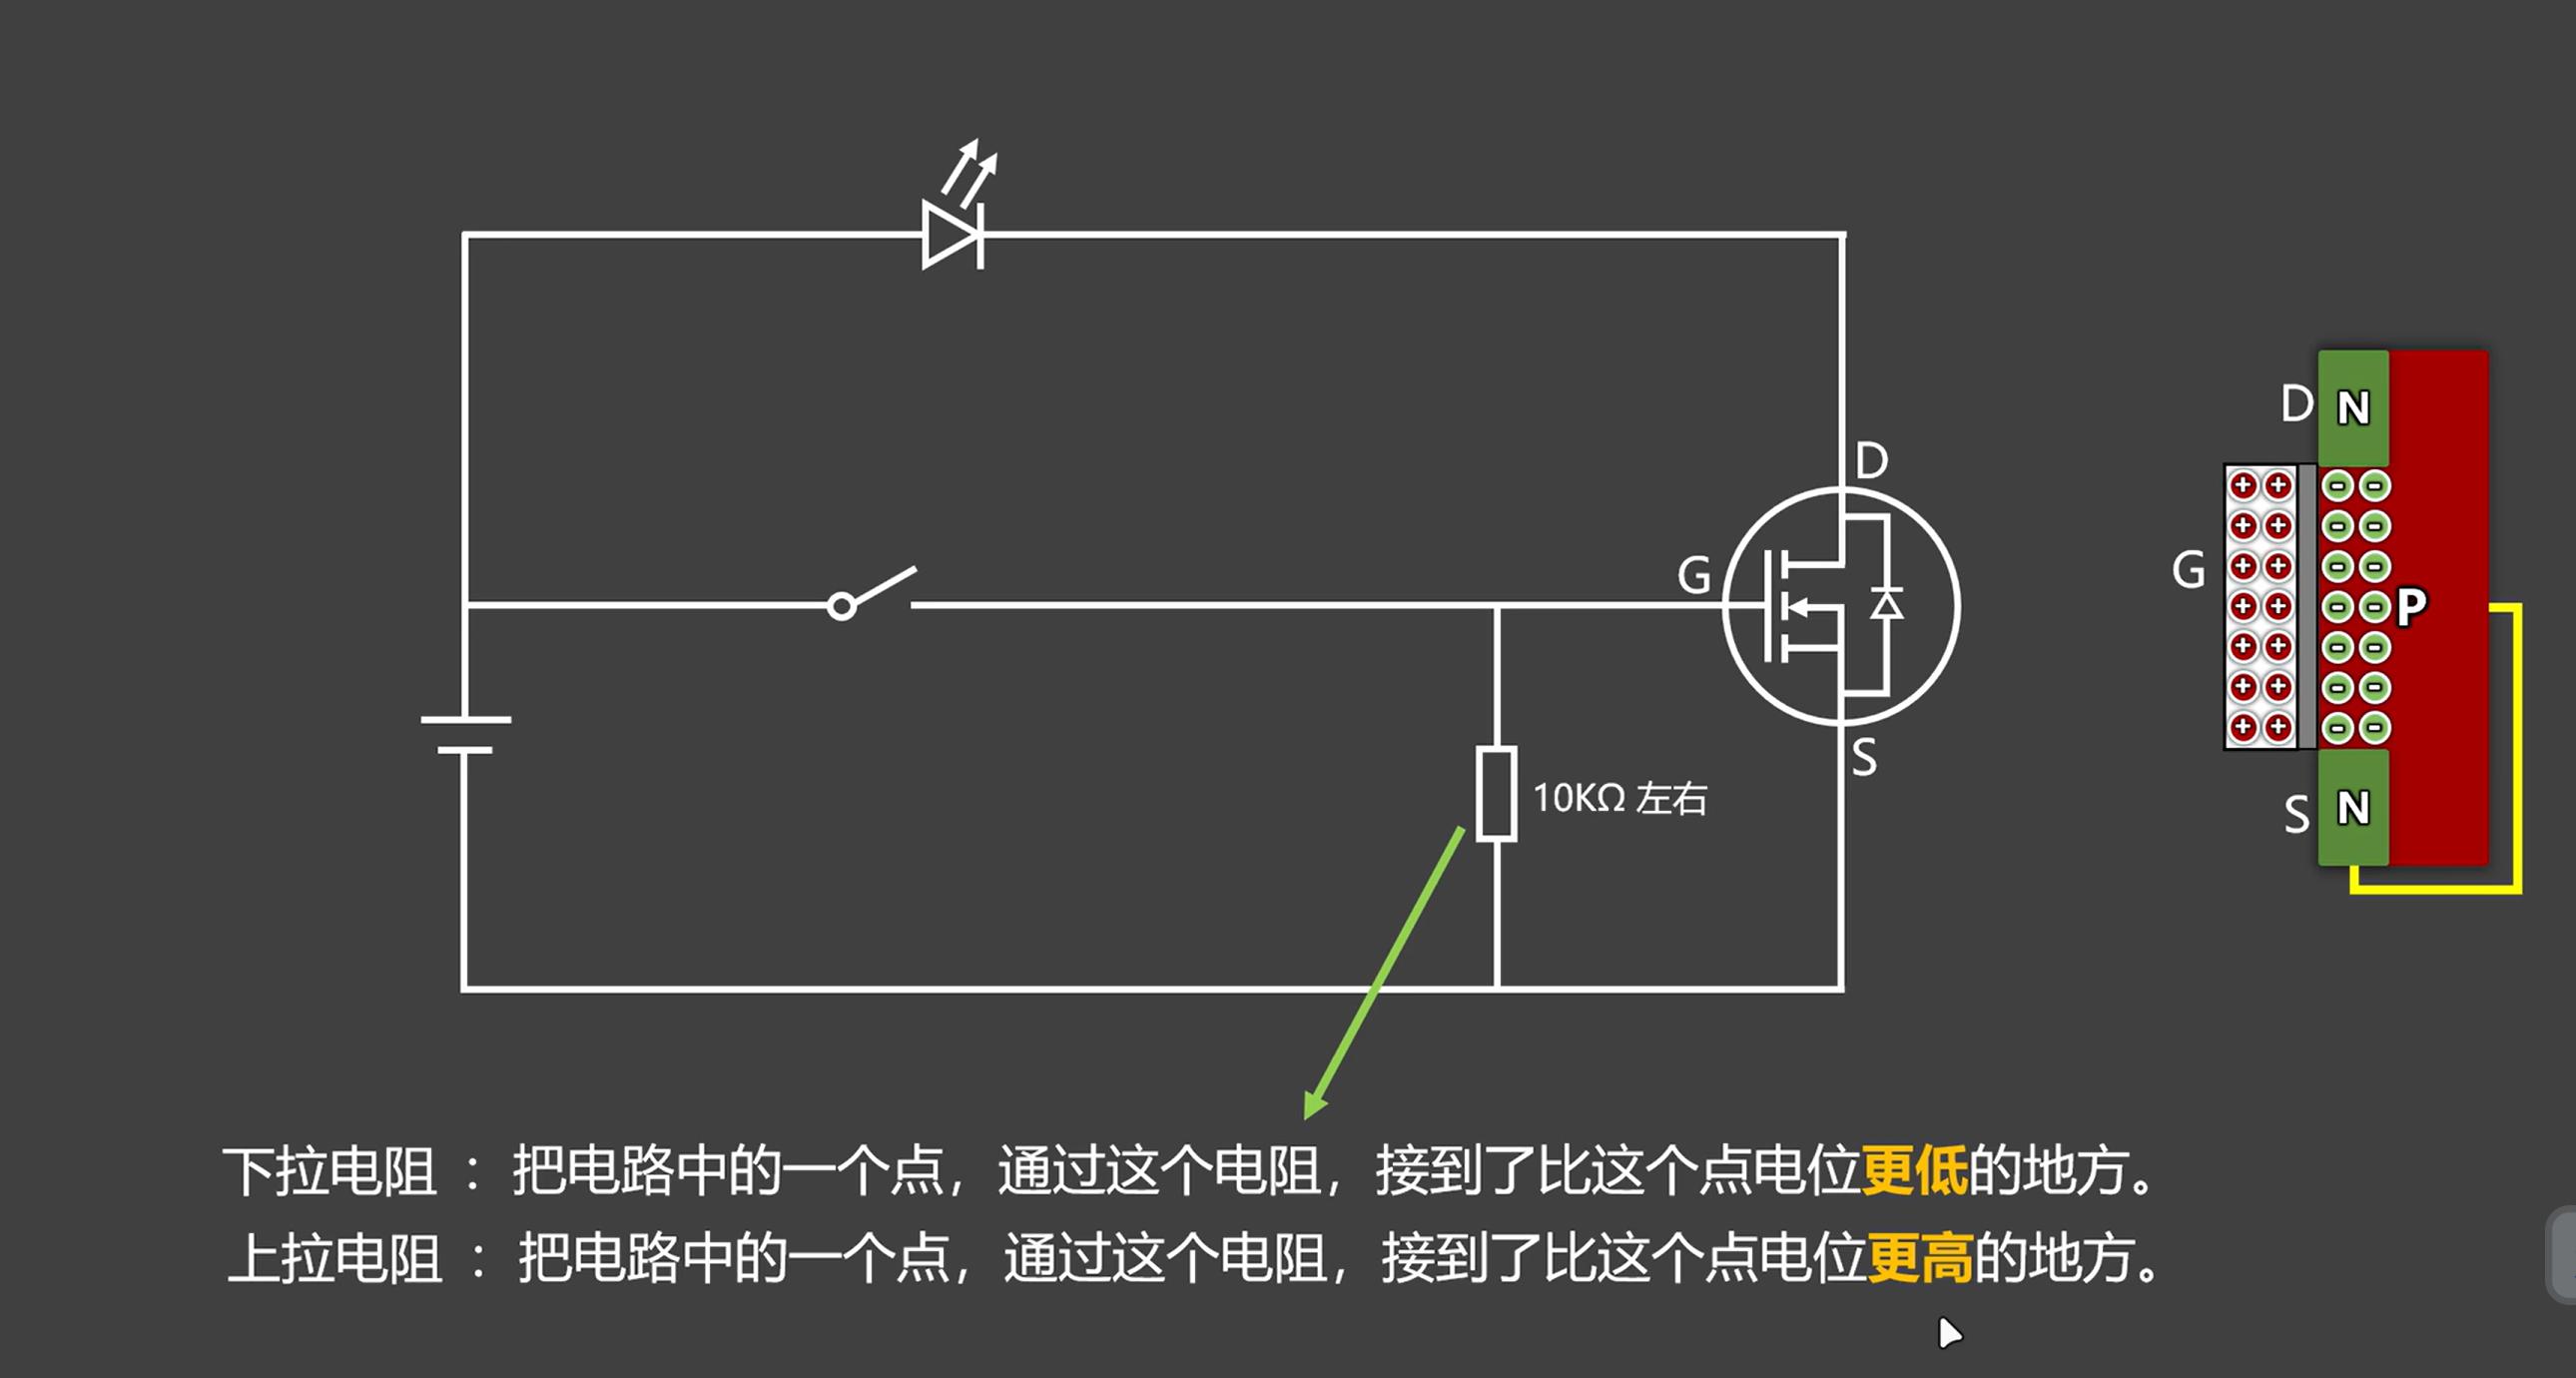 D
D N
G
G
P
S
10KΩ 左右
S N
下拉电阻 ：把电路中的一个点，通过这个电阻，接到了比这个点电位更低的地方。
上拉电阻 ：把电路中的一个点，通过这个电阻，接到了比这个点电位更高的地方。